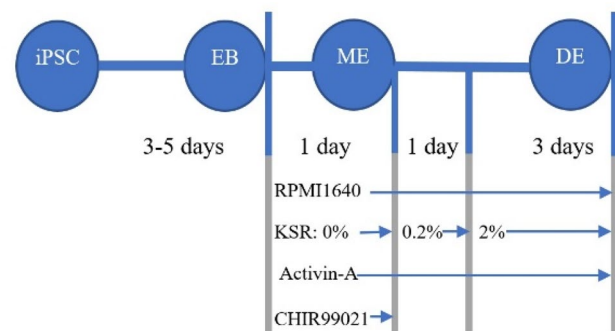 iPSC EB ME DE
3-5 days 1 day 1 day 3 days
RPMI1640
KSR: 0% 0.2% 2%
Activin-A
CHIR99021